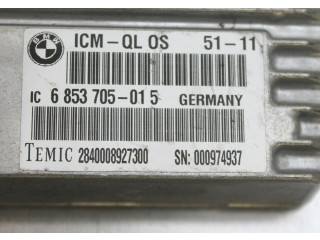 BMW
ICM-QL OS 51-11
IC 6 853 705-01 5 GERMANY
TEMIC 2840008927300 SN: 000974937